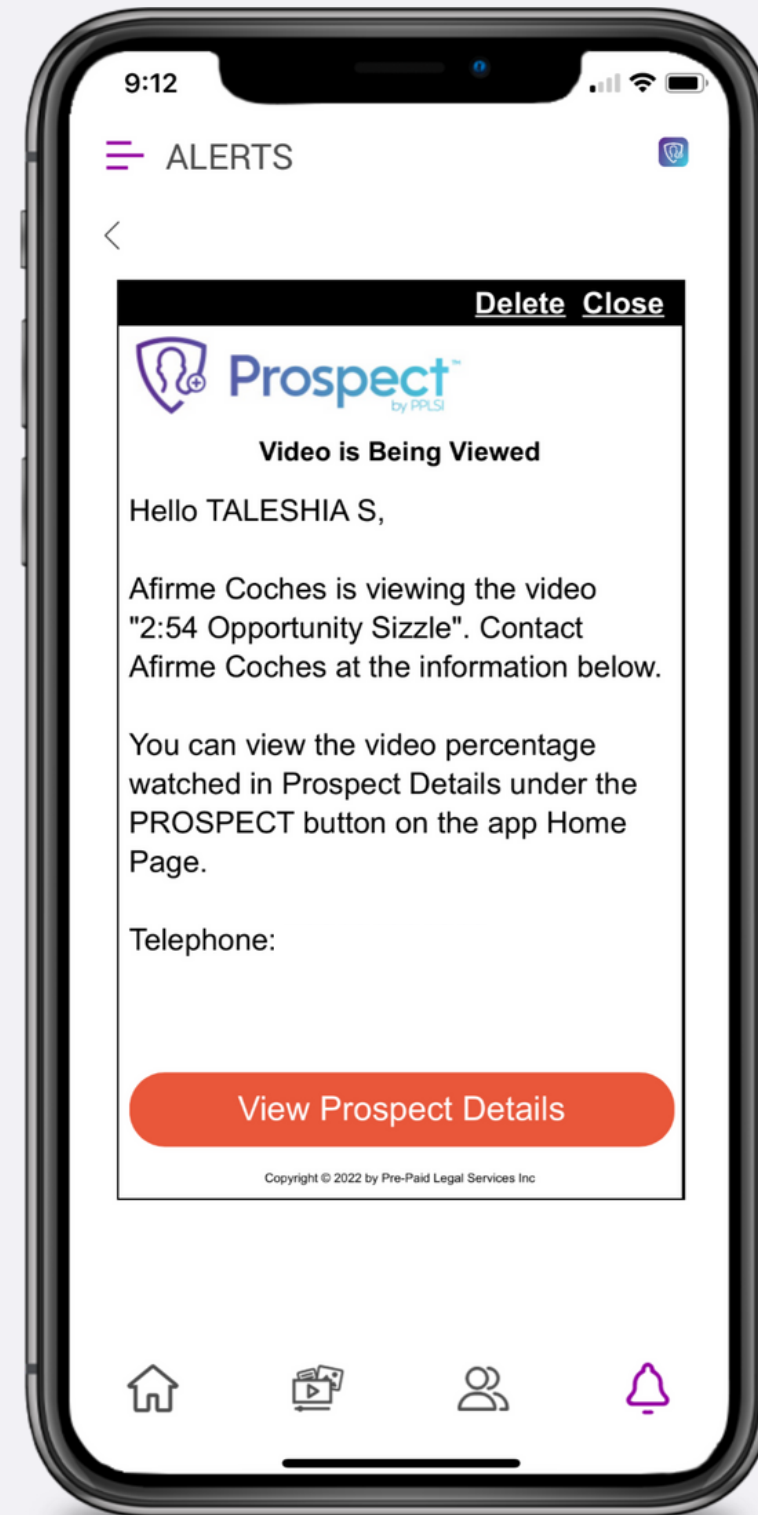 9:12
ALERTS
Delete Close
Prospect™
by PPLSI
Video is Being Viewed
Hello TALESHIA S,
Afirme Coches is viewing the video
"2:54 Opportunity Sizzle". Contact
Afirme Coches at the information below.
You can view the video percentage
watched in Prospect Details under the
PROSPECT button on the app Home
Page.
Telephone:
View Prospect Details
Copyright © 2022 by Pre-Paid Legal Services Inc